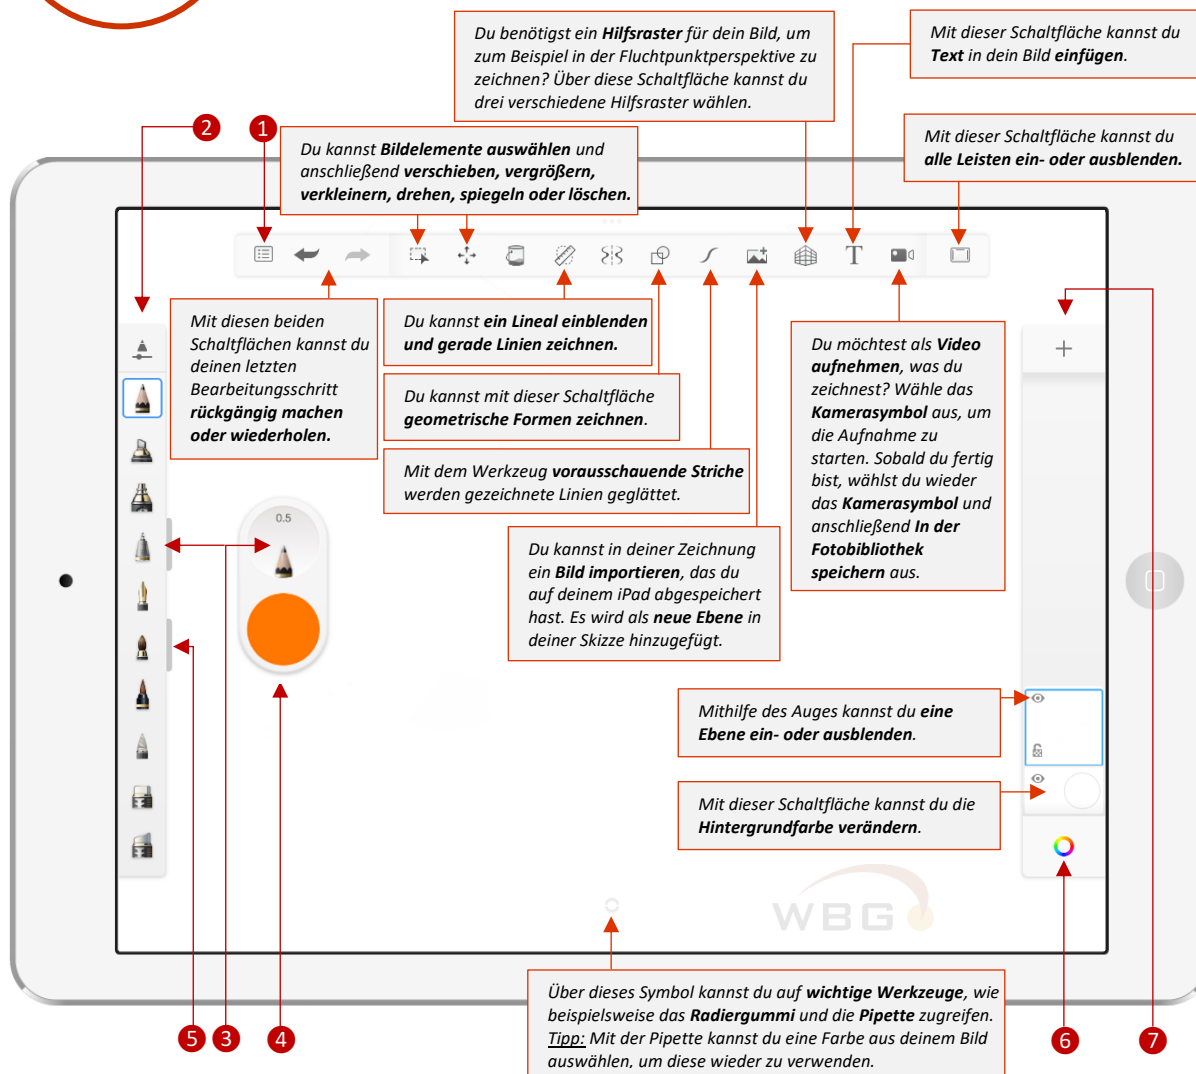 Du benötigst ein Hilfsraster für dein Bild, um
zum Beispiel in der Fluchtpunktperspektive zu
zeichnen? Über diese Schaltfläche kannst du
drei verschiedene Hilfsraster wählen.
Mit dieser Schaltfläche kannst du
Text in dein Bild einfügen.
2
1
Du kannst Bildelemente auswählen und
anschließend verschieben, vergrößern,
verkleinern, drehen, spiegeln oder löschen.
Mit dieser Schaltfläche kannst du
alle Leisten ein- oder ausblenden.
T
7
Mit diesen beiden
Schaltflächen kannst du
deinen letzten
Bearbeitungsschritt
rückgängig machen
oder wiederholen.
Du kannst ein Lineal einblenden
und gerade Linien zeichnen.
Du kannst mit dieser Schaltfläche
geometrische Formen zeichnen.
Mit dem Werkzeug vorausschauende Striche
werden gezeichnete Linien geglättet.
Du möchtest als Video
aufnehmen, was du
zeichnest? Wähle das
Kamerasymbol aus, um
die Aufnahme zu
starten. Sobald du fertig
bist, wählst du wieder
das Kamerasymbol und
anschließend In der
Fotobibliothek
speichern aus.
0.5
Du kannst in deiner Zeichnung
ein Bild importieren, das du
auf deinem iPad abgespeichert
hast. Es wird als neue Ebene in
deiner Skizze hinzugefügt.
Mithilfe des Auges kannst du eine
Ebene ein- oder ausblenden.
Mit dieser Schaltfläche kannst du die
Hintergrundfarbe verändern.
WBG
Über dieses Symbol kannst du auf wichtige Werkzeuge, wie
beispielsweise das Radiergummi und die Pipette zugreifen.
Tipp: Mit der Pipette kannst du eine Farbe aus deinem Bild
auswählen, um diese wieder zu verwenden.
5
3
4
6
7